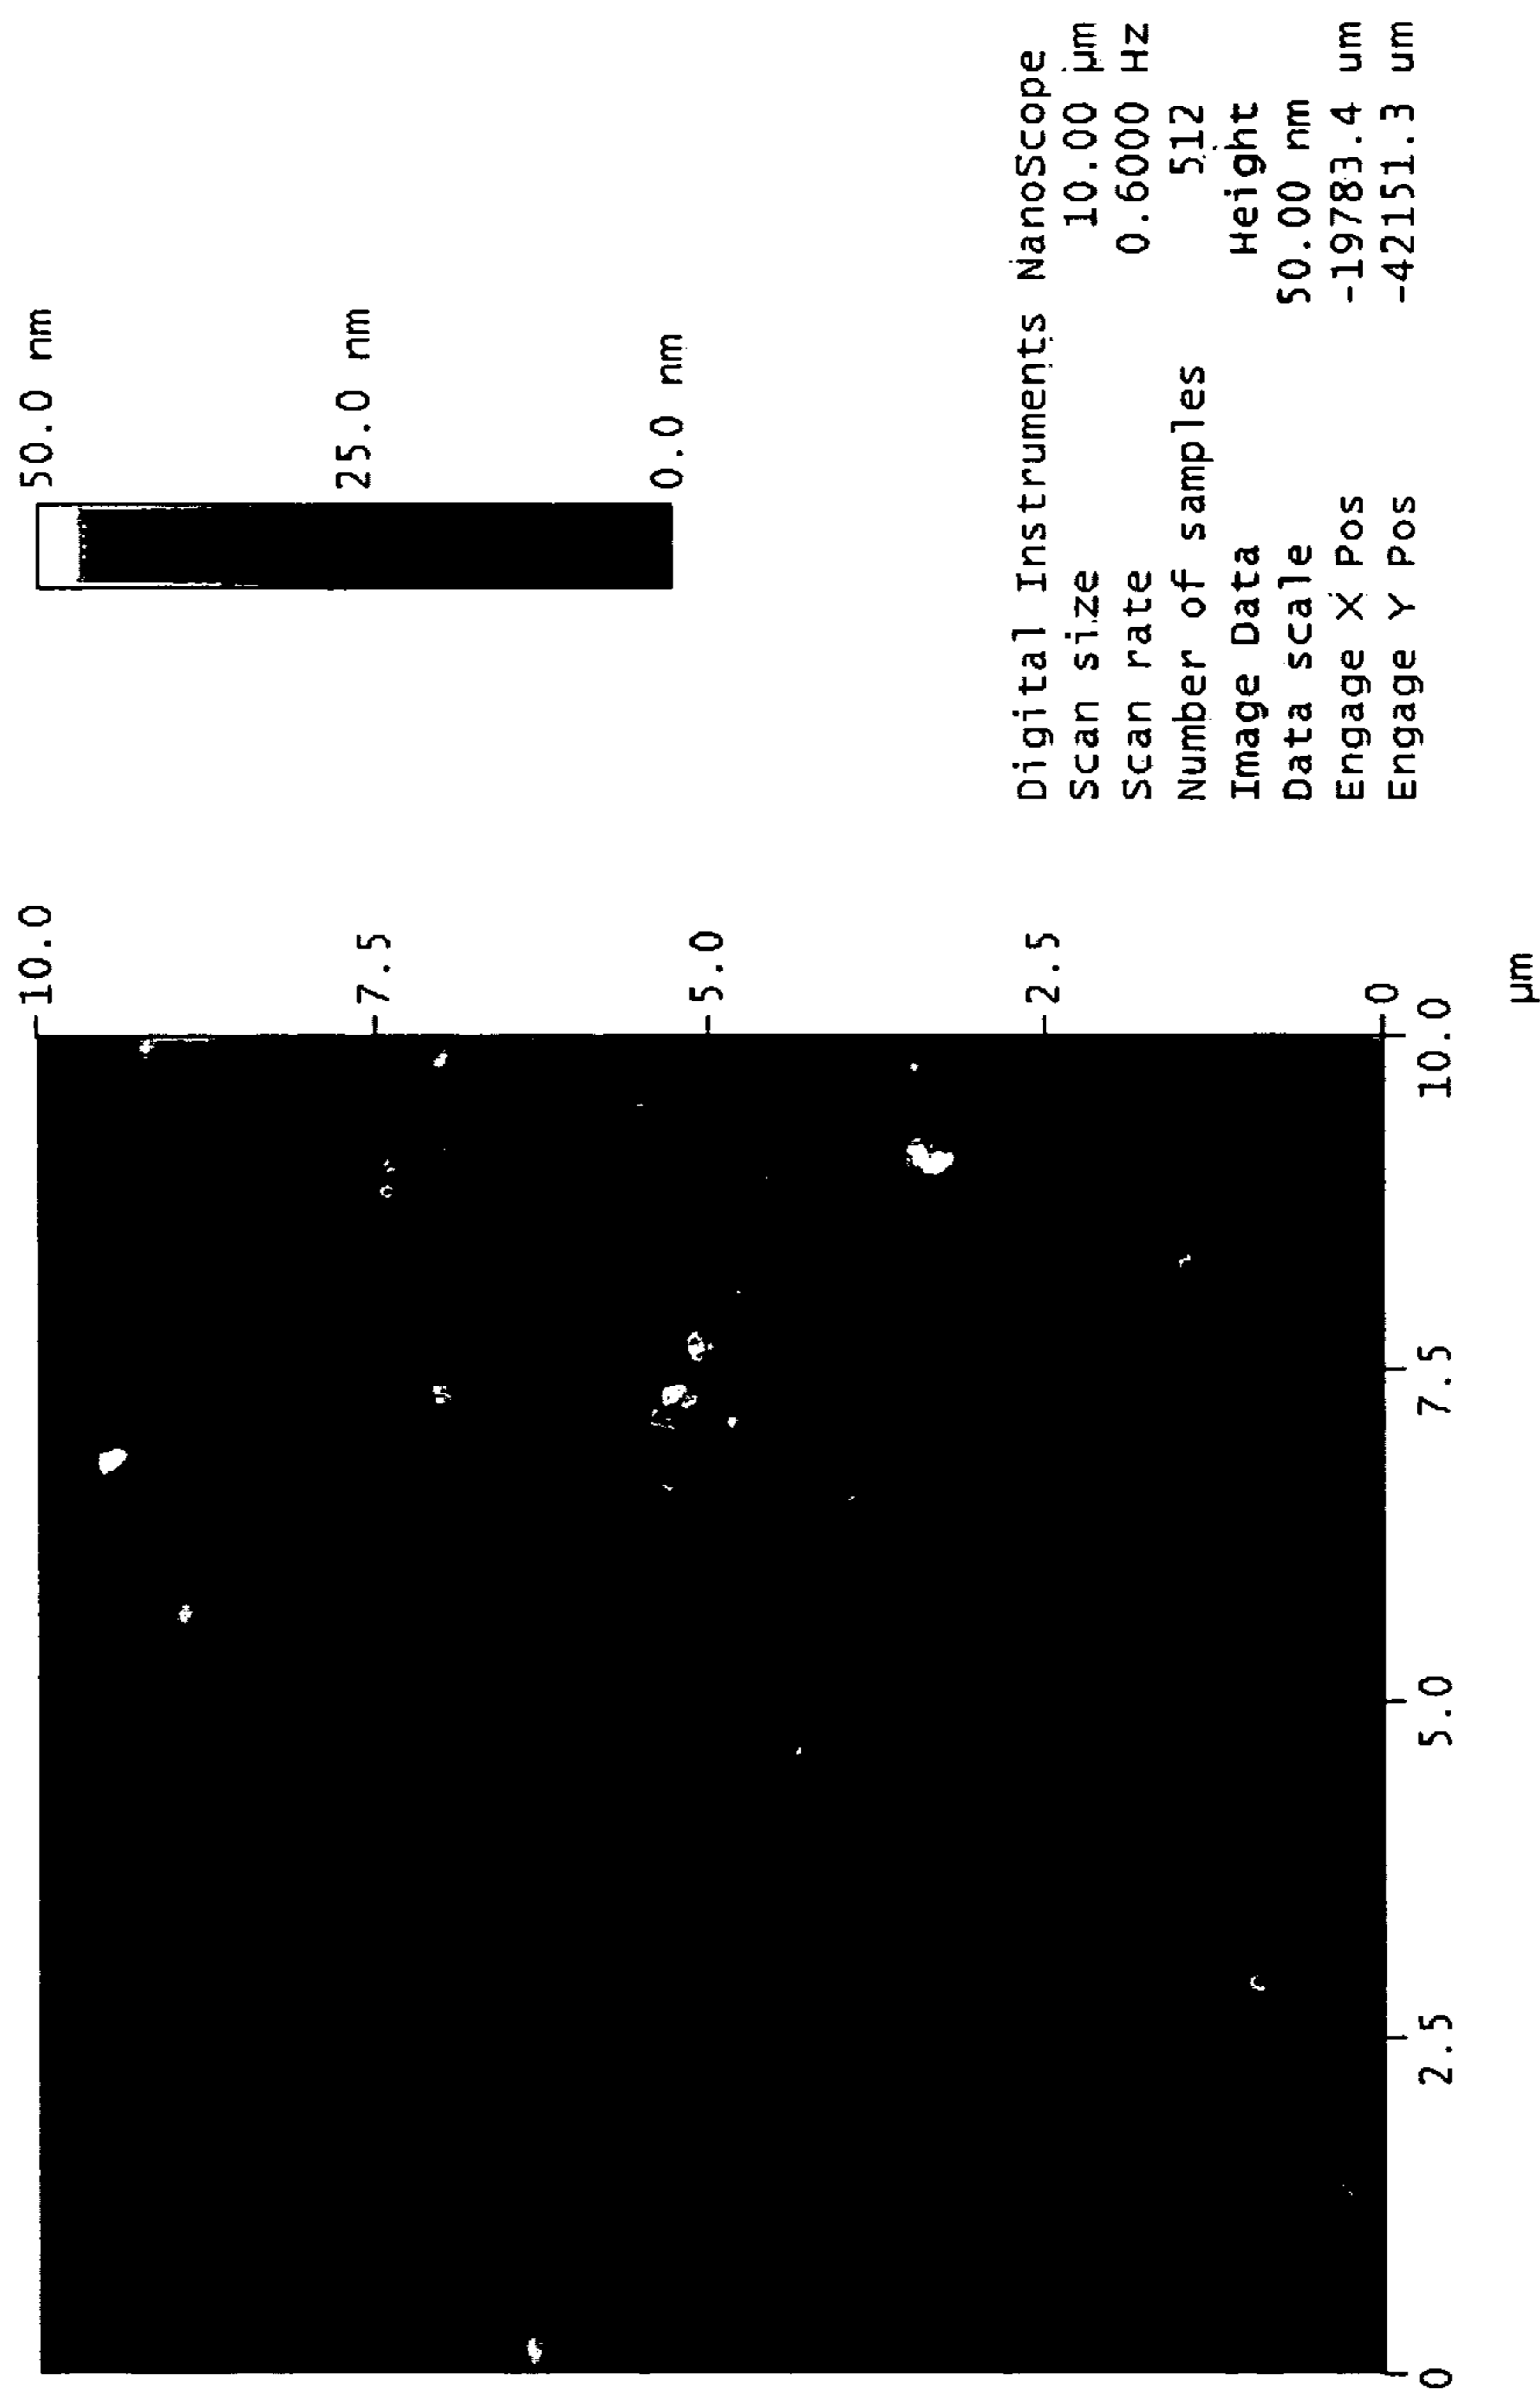 50.0 nm
25.0 nm
0.0 nm
10.0
7.5
5.0
2.5
0
0 2.5 5.0 7.5 10.0
µm
Digital Instruments NanoScope
Scan size 10.00 µm
Scan rate 0.6000 Hz
Number of samples 512
Image Data Height
Data scale 50.00 nm
Engage X Pos -19783.4 um
Engage Y Pos -42151.3 um